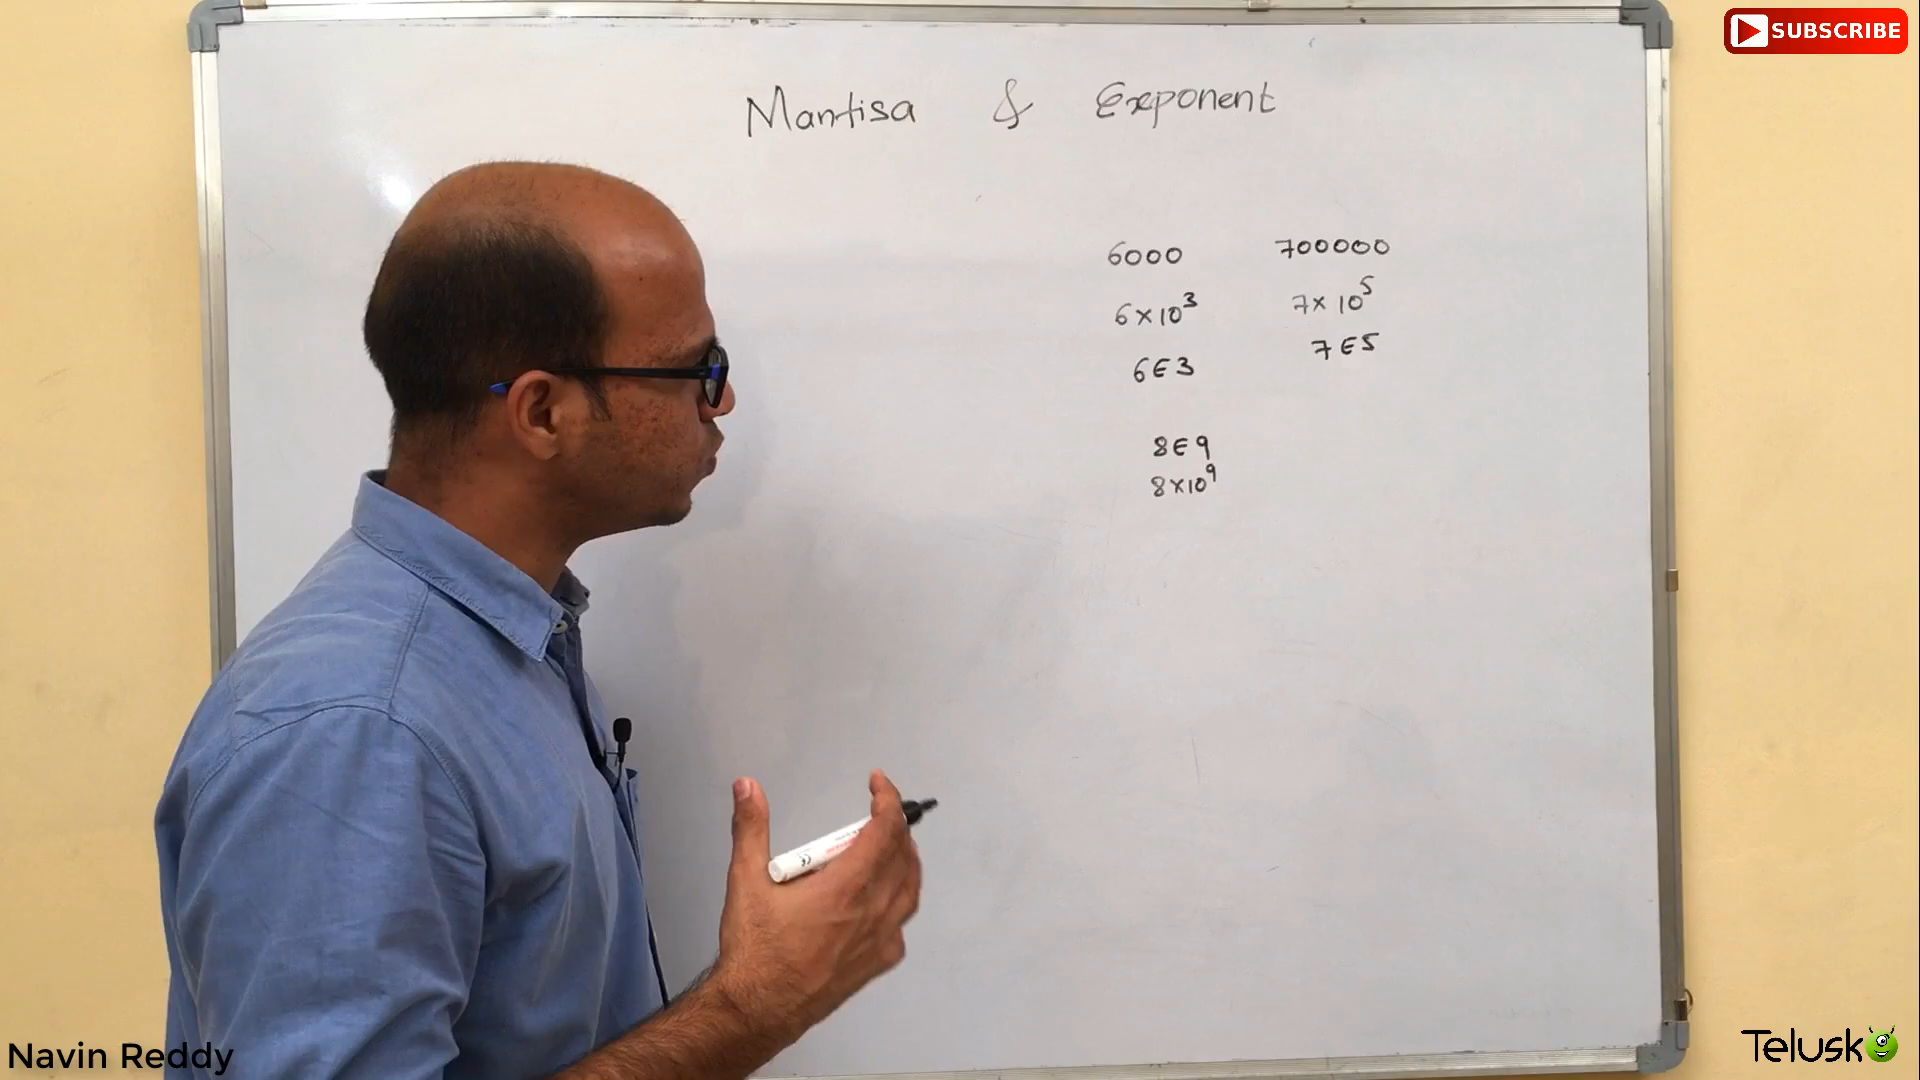 SUBSCRIBE
Mantisa & Exponent
6000 700000
6×10³ 7×10⁵
6E3 7E5
8E9
8×10⁹
Navin Reddy
Telusko